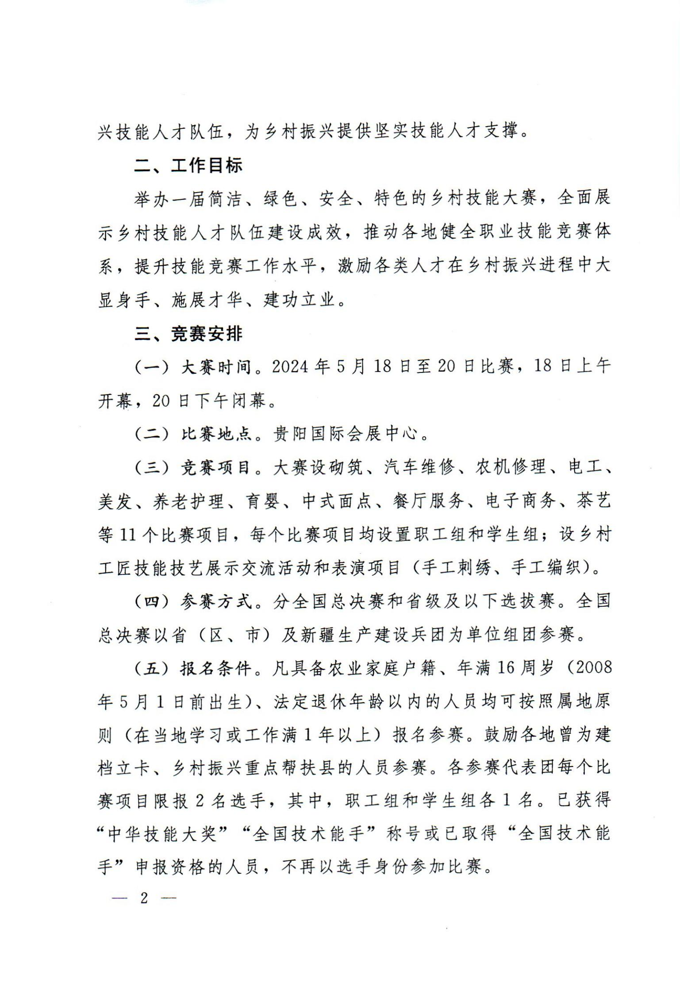 兴技能人才队伍，为乡村振兴提供坚实技能人才支撑。
二、工作目标
举办一届简洁、绿色、安全、特色的乡村技能大赛，全面展
示乡村技能人才队伍建设成效，推动各地健全职业技能竞赛体
系，提升技能竞赛工作水平，激励各类人才在乡村振兴进程中大
显身手、施展才华、建功立业。
三、竞赛安排
（一）大赛时间。2024 年 5 月 18 日至 20 日比赛，18 日上午
开幕，20 日下午闭幕。
（二）比赛地点。贵阳国际会展中心。
（三）竞赛项目。大赛设砌筑、汽车维修、农机修理、电工、
美发、养老护理、育婴、中式面点、餐厅服务、电子商务、茶艺
等 11 个比赛项目，每个比赛项目均设置职工组和学生组；设乡村
工匠技能技艺展示交流活动和表演项目（手工刺绣、手工编织）。
（四）参赛方式。分全国总决赛和省级及以下选拔赛。全国
总决赛以省（区、市）及新疆生产建设兵团为单位组团参赛。
（五）报名条件。凡具备农业家庭户籍、年满 16 周岁（2008
年 5 月 1 日前出生）、法定退休年龄以内的人员均可按照属地原
则（在当地学习或工作满 1 年以上）报名参赛。鼓励各地曾为建
档立卡、乡村振兴重点帮扶县的人员参赛。各参赛代表团每个比
赛项目限报 2 名选手，其中，职工组和学生组各 1 名。已获得
“中华技能大奖”“全国技术能手”称号或已取得“全国技术能
手”申报资格的人员，不再以选手身份参加比赛。
— 2 —